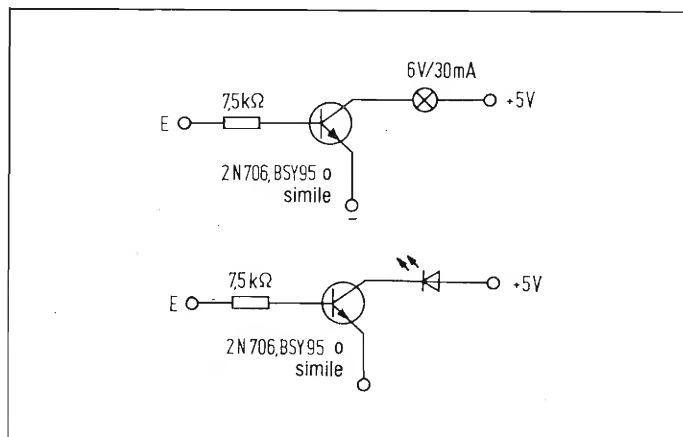 6V/30mA
7,5kΩ
E
+5V
2N706,BSY95 o
simile
–
7,5kΩ
E
+5V
2N706,BSY95 o
simile